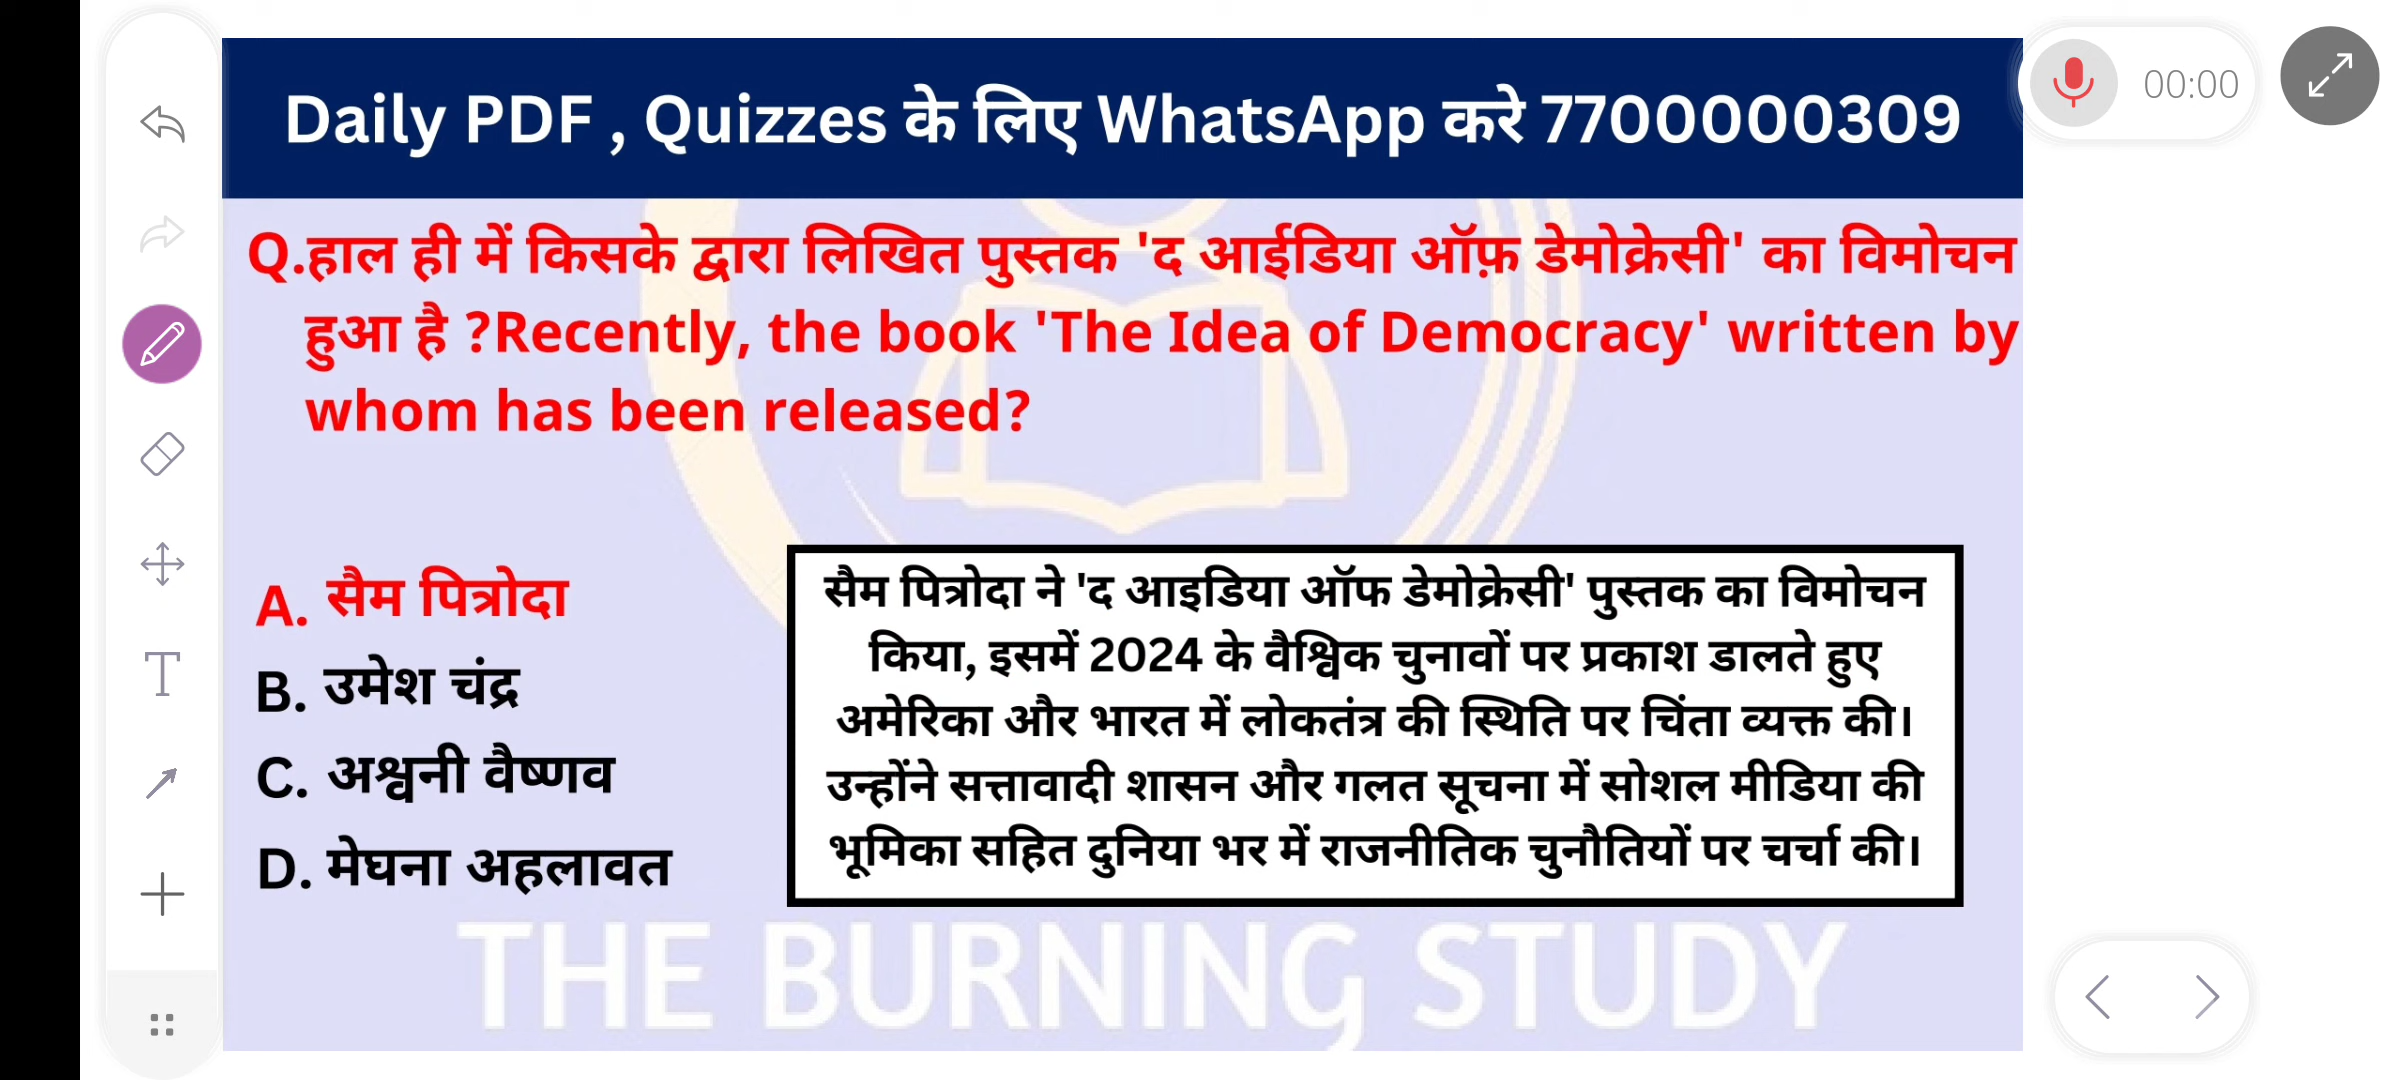 Daily PDF , Quizzes के लिए WhatsApp करे 7700000309
00:00
Q.हाल ही में किसके द्वारा लिखित पुस्तक 'द आईडिया ऑफ़ डेमोक्रेसी' का विमोचन
हुआ है ?Recently, the book 'The Idea of Democracy' written by
whom has been released?
A. सैम पित्रोदा
B. उमेश चंद्र
C. अश्वनी वैष्णव
D. मेघना अहलावत
सैम पित्रोदा ने 'द आइडिया ऑफ डेमोक्रेसी' पुस्तक का विमोचन
किया, इसमें 2024 के वैश्विक चुनावों पर प्रकाश डालते हुए
अमेरिका और भारत में लोकतंत्र की स्थिति पर चिंता व्यक्त की।
उन्होंने सत्तावादी शासन और गलत सूचना में सोशल मीडिया की
भूमिका सहित दुनिया भर में राजनीतिक चुनौतियों पर चर्चा की।
THE BURNING STUDY